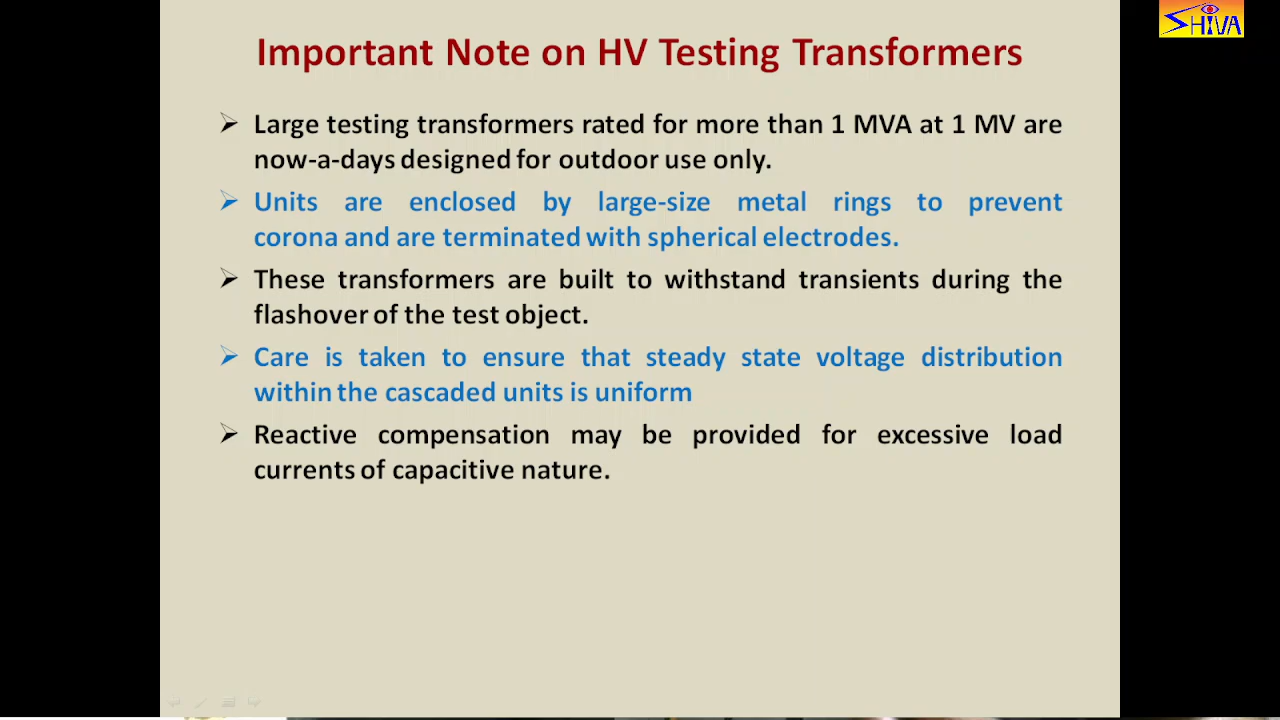 SHIVA
Important Note on HV Testing Transformers
Large testing transformers rated for more than 1 MVA at 1 MV are
now-a-days designed for outdoor use only.
Units are enclosed by large-size metal rings to prevent
corona and are terminated with spherical electrodes.
These transformers are built to withstand transients during the
flashover of the test object.
Care is taken to ensure that steady state voltage distribution
within the cascaded units is uniform
Reactive compensation may be provided for excessive load
currents of capacitive nature.